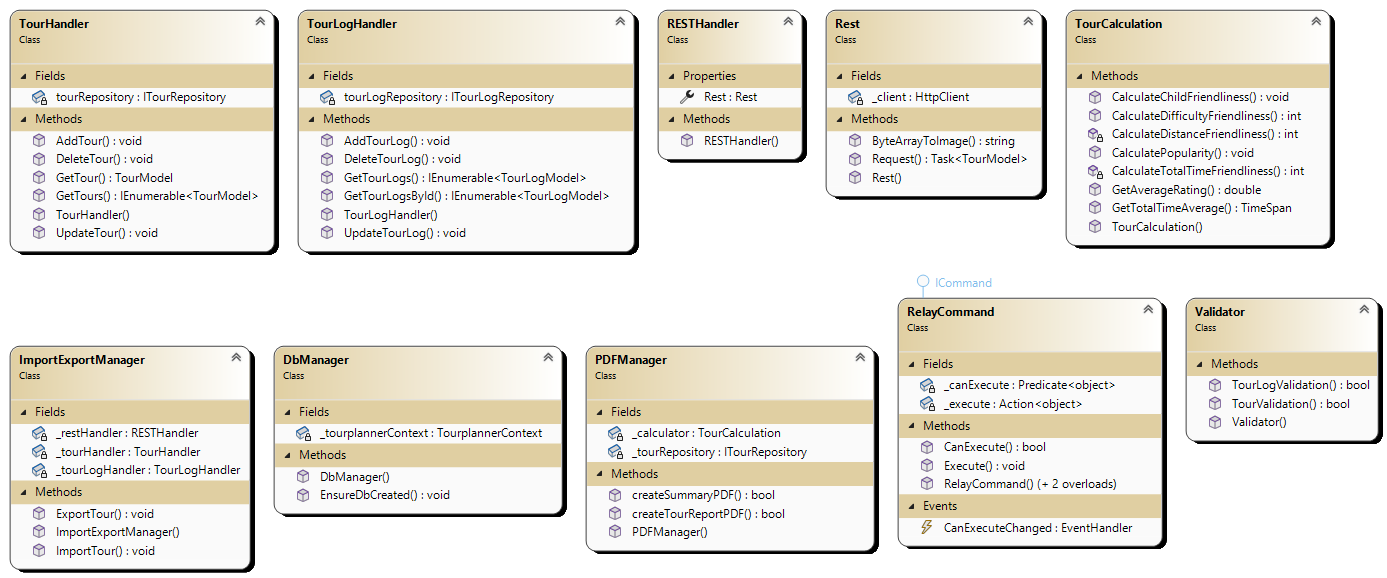 TourHandler
Class
Fields
tourRepository : ITourRepository
Methods
AddTour() : void
DeleteTour() : void
GetTour() : TourModel
GetTours() : IEnumerable<TourModel>
TourHandler()
UpdateTour() : void
TourLogHandler
Class
Fields
tourLogRepository : ITourLogRepository
Methods
AddTourLog() : void
DeleteTourLog() : void
GetTourLogs() : IEnumerable<TourLogModel>
GetTourLogsById() : IEnumerable<TourLogModel>
TourLogHandler()
UpdateTourLog() : void
RESTHandler
Class
Properties
Rest : Rest
Methods
RESTHandler()
Rest
Class
Fields
_client : HttpClient
Methods
ByteArrayToImage() : string
Request() : Task<TourModel>
Rest()
TourCalculation
Class
Methods
CalculateChildFriendliness() : void
CalculateDifficultyFriendliness() : int
CalculateDistanceFriendliness() : int
CalculatePopularity() : void
CalculateTotalTimeFriendliness() : int
GetAverageRating() : double
GetTotalTimeAverage() : TimeSpan
TourCalculation()
ImportExportManager
Class
Fields
_restHandler : RESTHandler
_tourHandler : TourHandler
_tourLogHandler : TourLogHandler
Methods
ExportTour() : void
ImportExportManager()
ImportTour() : void
DbManager
Class
Fields
_tourplannerContext : TourplannerContext
Methods
DbManager()
EnsureDbCreated() : void
PDFManager
Class
Fields
_calculator : TourCalculation
_tourRepository : ITourRepository
Methods
createSummaryPDF() : bool
createTourReportPDF() : bool
PDFManager()
ICommand
RelayCommand
Class
Fields
_canExecute : Predicate<object>
_execute : Action<object>
Methods
CanExecute() : bool
Execute() : void
RelayCommand() (+ 2 overloads)
Events
CanExecuteChanged : EventHandler
Validator
Class
Methods
TourLogValidation() : bool
TourValidation() : bool
Validator()